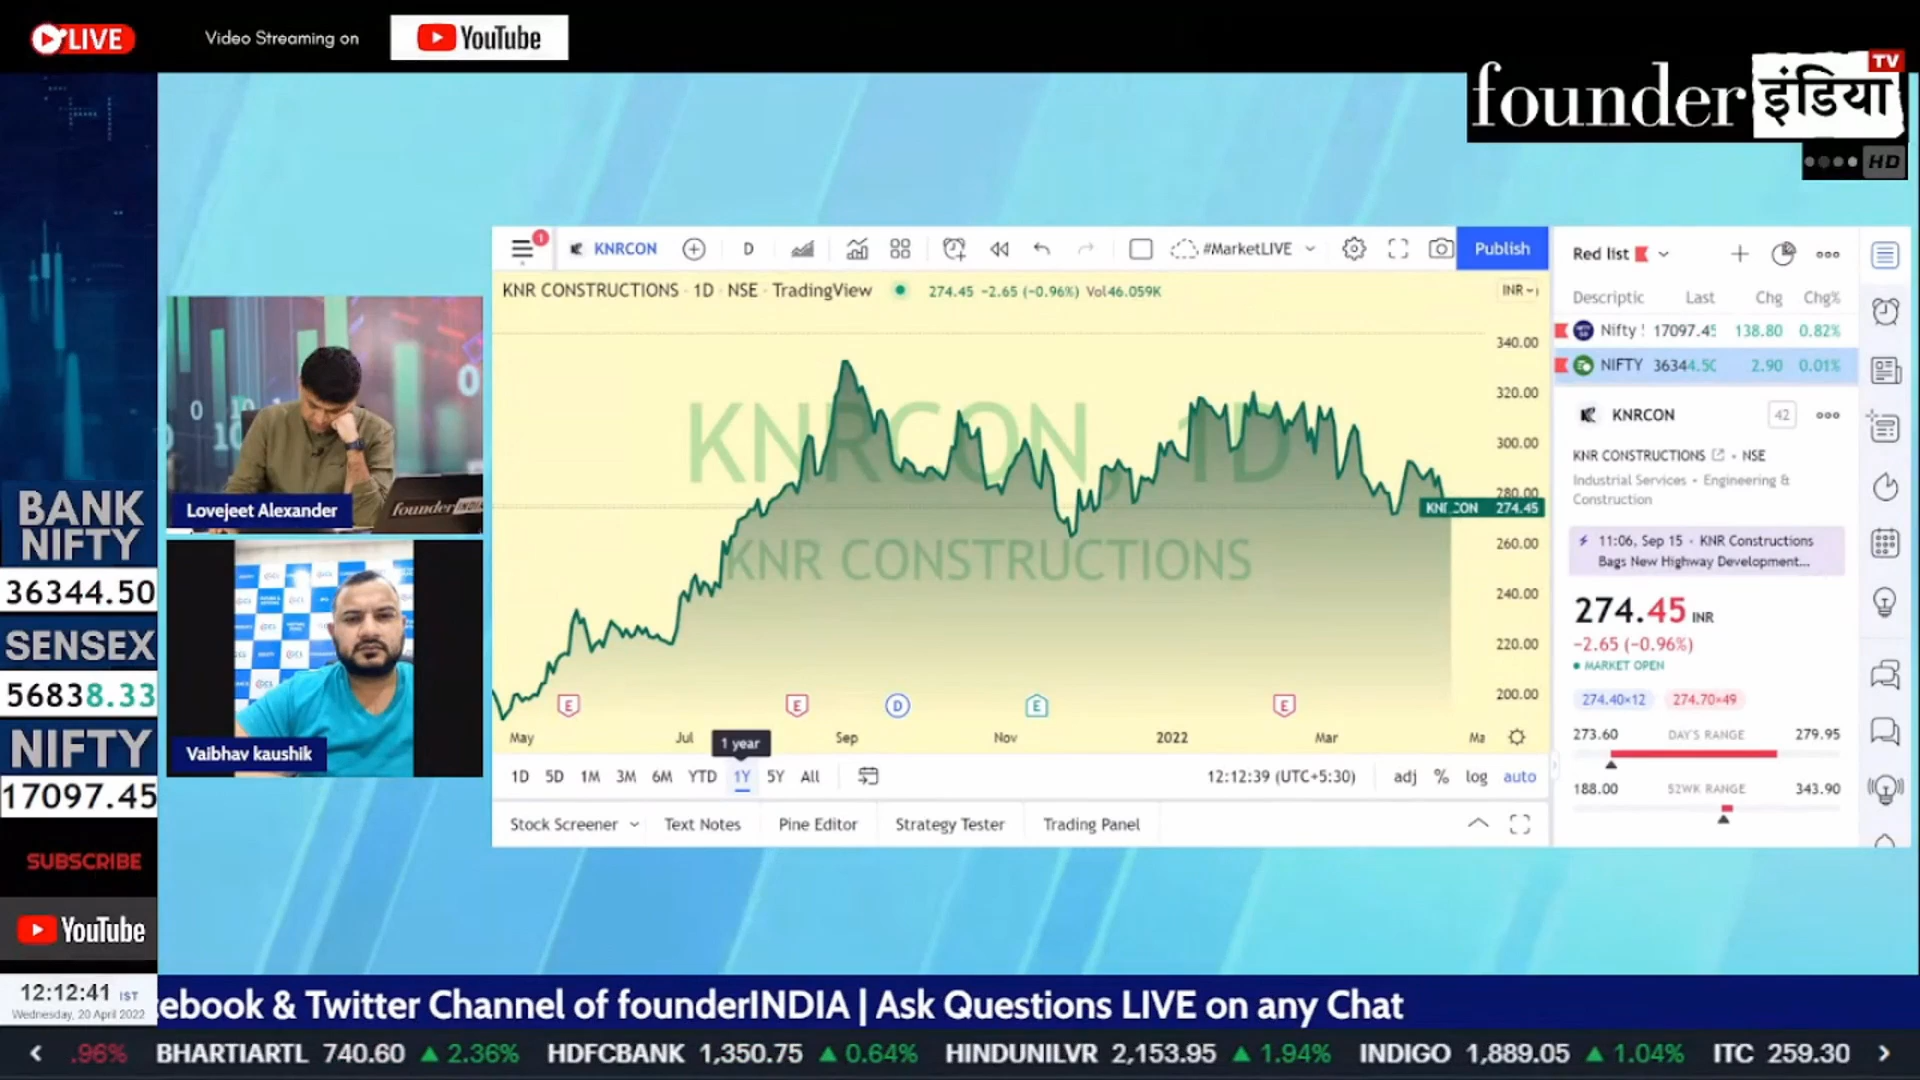 LIVE
Video Streaming on
YouTube
founder इंडिया TV
HD
KNRCON
D
#MarketLIVE
Publish
KNR CONSTRUCTIONS · 1D · NSE · TradingView
274.45 −2.65 (−0.96%) Vol46.059K
INR
340.00
320.00
300.00
280.00
260.00
240.00
220.00
200.00
KNRCON, 1D
KNR CONSTRUCTIONS
274.45
E
E
D
E
E
May
Jul
Sep
Nov
2022
Mar
Ma
1 year
1D 5D 1M 3M 6M YTD 1Y 5Y All
12:12:39 (UTC+5:30)
adj % log auto
Stock Screener
Text Notes
Pine Editor
Strategy Tester
Trading Panel
Red list
Descriptic Last Chg Chg%
Nifty 17097.45 138.80 0.82%
NIFTY 36344.50 2.90 0.01%
KNRCON
42
KNR CONSTRUCTIONS · NSE
Industrial Services · Engineering &
Construction
11:06, Sep 15 · KNR Constructions
Bags New Highway Development...
274.45 INR
−2.65 (−0.96%)
MARKET OPEN
274.40×12 274.70×49
273.60 DAY'S RANGE 279.95
188.00 52WK RANGE 343.90
Lovejeet Alexander
Vaibhav kaushik
BANK
NIFTY
36344.50
SENSEX
56838.33
NIFTY
17097.45
SUBSCRIBE
YouTube
12:12:41 IST
Wednesday, 20 April 2022
cebook & Twitter Channel of founderINDIA | Ask Questions LIVE on any Chat
.96% BHARTIARTL 740.60 ▲ 2.36% HDFCBANK 1,350.75 ▲ 0.64% HINDUNILVR 2,153.95 ▲ 1.94% INDIGO 1,889.05 ▲ 1.04% ITC 259.30